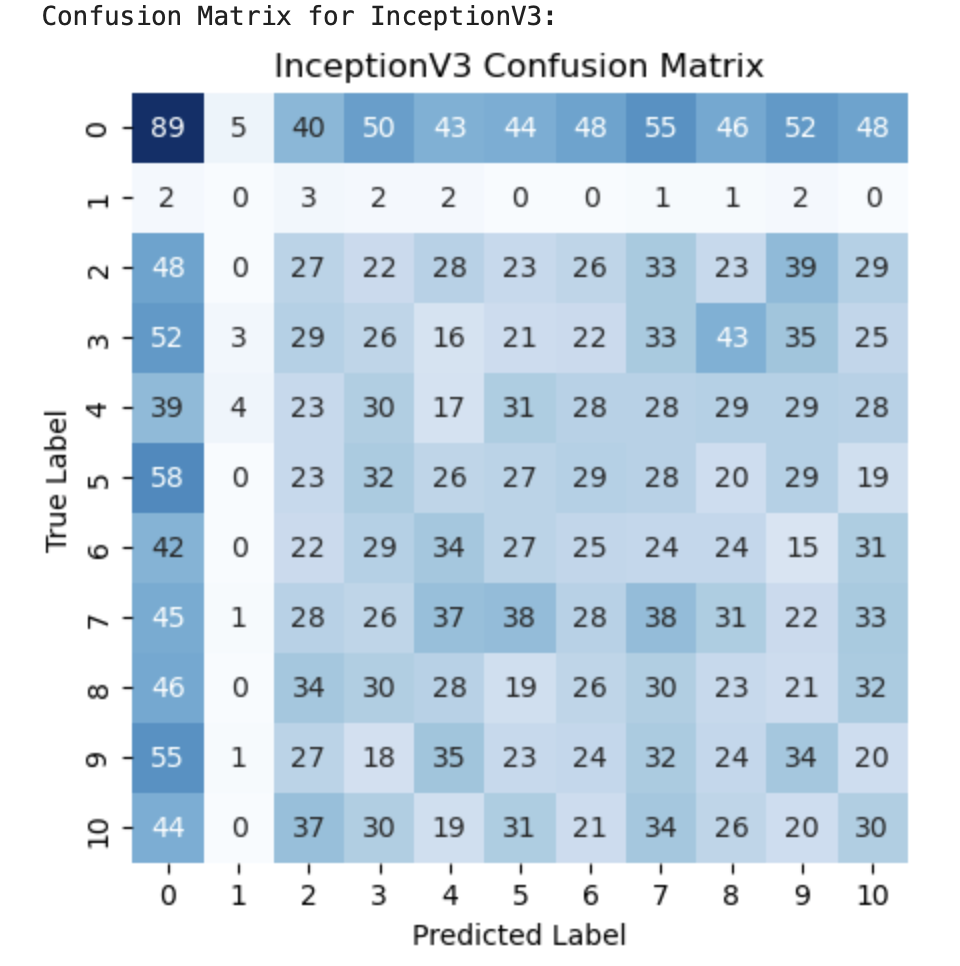 Confusion Matrix for InceptionV3:
InceptionV3 Confusion Matrix
0 89 5 40 50 43 44 48 55 46 52 48
1 2 0 3 2 2 0 0 1 1 2 0
2 48 0 27 22 28 23 26 33 23 39 29
3 52 3 29 26 16 21 22 33 43 35 25
4 39 4 23 30 17 31 28 28 29 29 28
5 58 0 23 32 26 27 29 28 20 29 19
6 42 0 22 29 34 27 25 24 24 15 31
7 45 1 28 26 37 38 28 38 31 22 33
8 46 0 34 30 28 19 26 30 23 21 32
9 55 1 27 18 35 23 24 32 24 34 20
10 44 0 37 30 19 31 21 34 26 20 30
True Label
0 1 2 3 4 5 6 7 8 9 10
Predicted Label